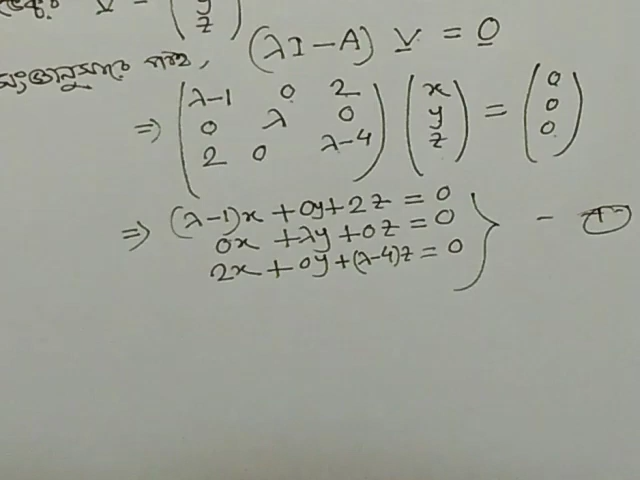 V = (y z)
সংজ্ঞানুসারে পাই, (λI - A) V = 0
⇒ (λ-1 0 2) (x) = (0)
(0 λ 0) (y) (0)
(2 0 λ-4) (z) (0)
⇒ (λ-1)x + 0y + 2z = 0
0x + λy + 0z = 0
2x + 0y + (λ-4)z = 0